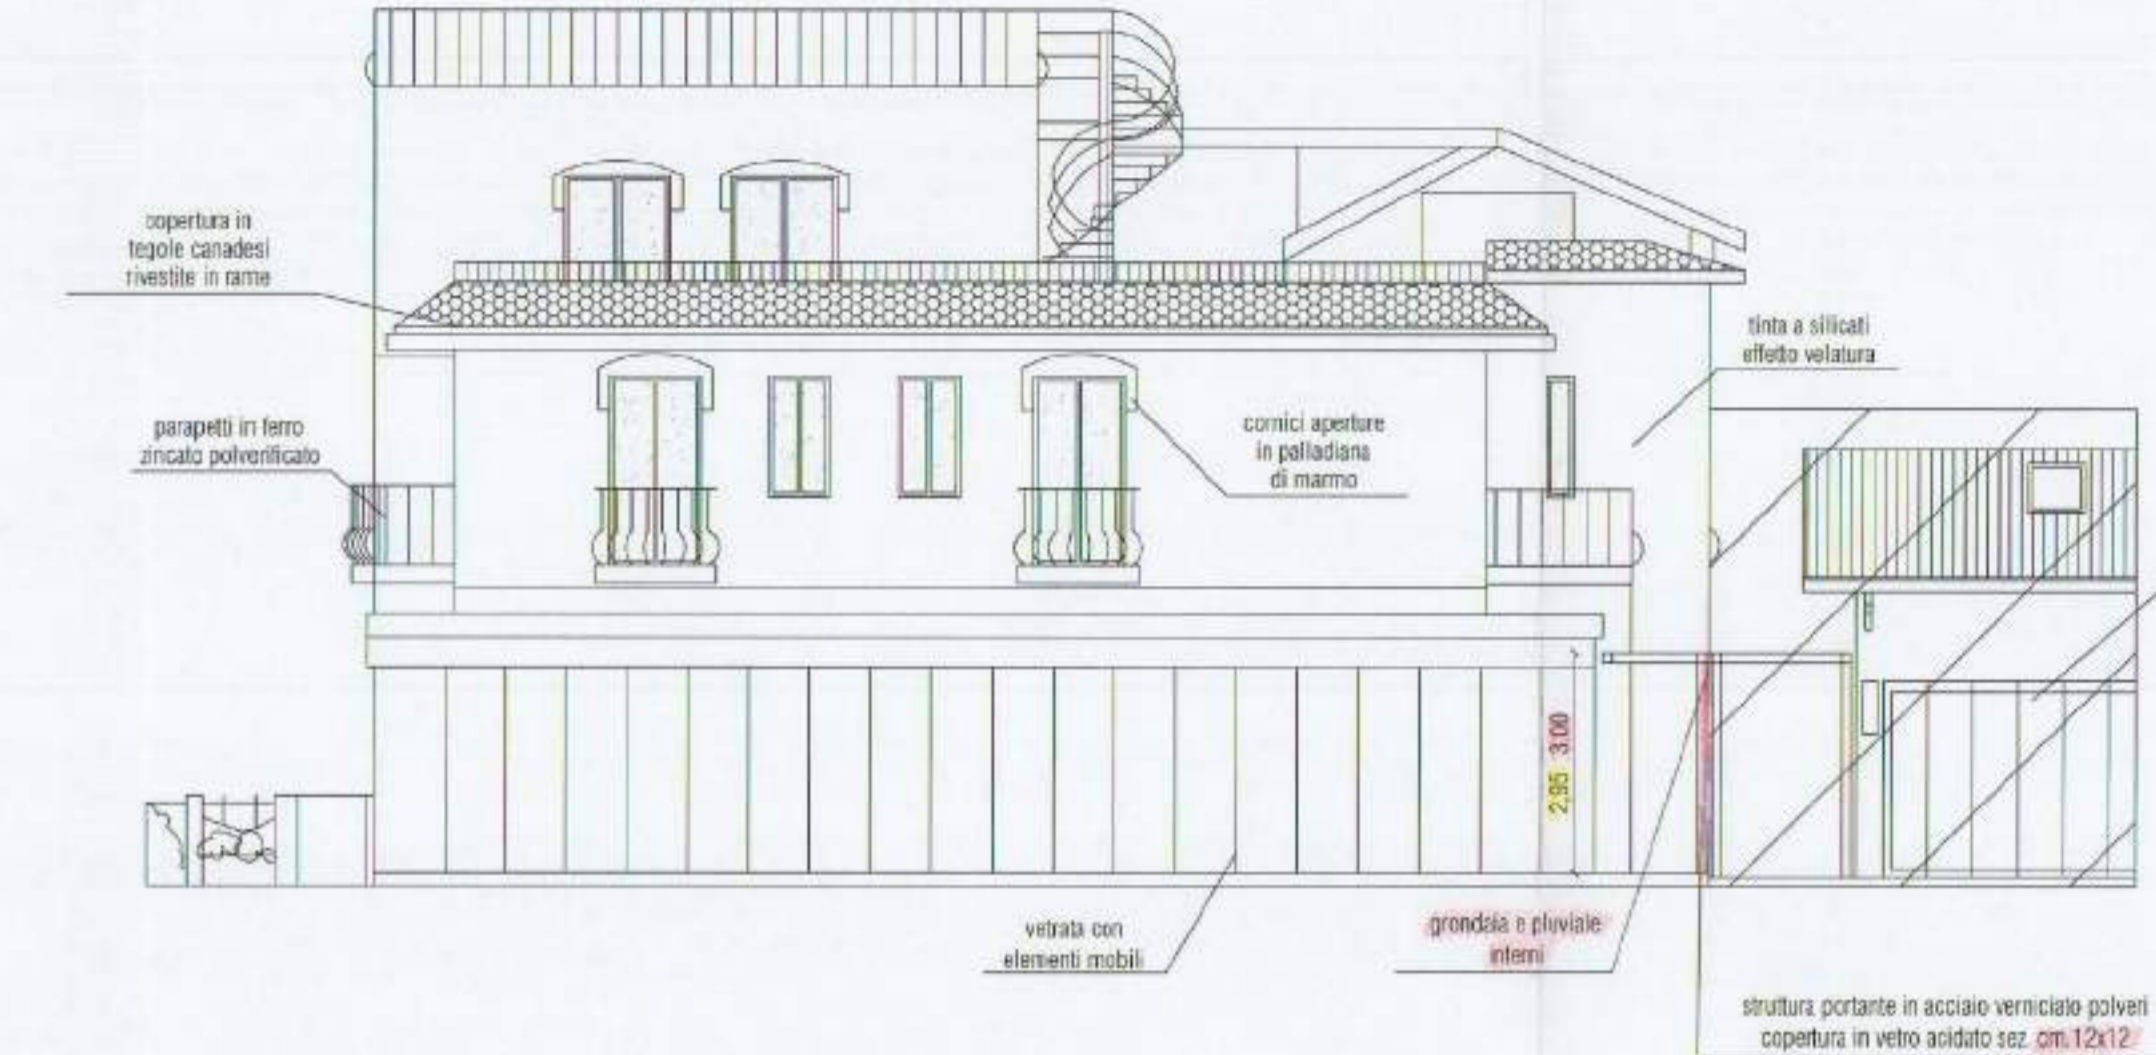 copertura in
tegole canadesi
rivestite in rame
tinta a silicati
effetto velatura
parapetti in ferro
zincato polverificato
cornici aperture
in palladiana
di marmo
2,95 3.00
vetrata con
elementi mobili
grondaia e pluviale
interni
struttura portante in acciaio verniciato polveri
copertura in vetro acidato sez. cm.12x12